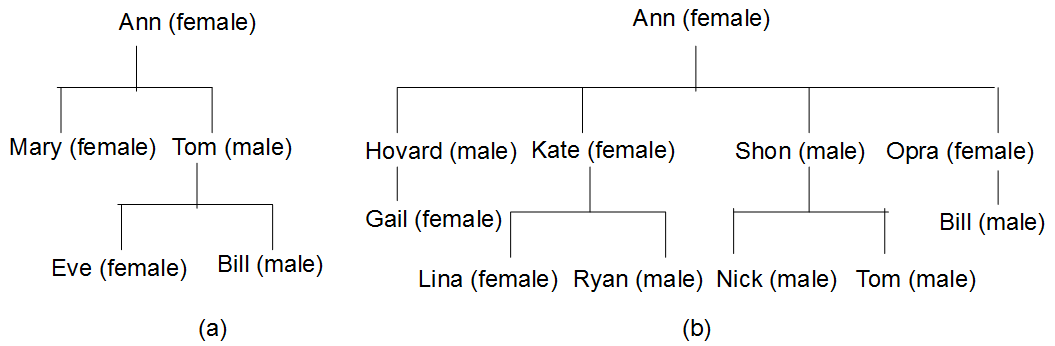 Ann (female)
Mary (female) Tom (male)
Eve (female) Bill (male)
(a)
Ann (female)
Hovard (male) Kate (female) Shon (male) Opra (female)
Gail (female) Bill (male)
Lina (female) Ryan (male) Nick (male) Tom (male)
(b)